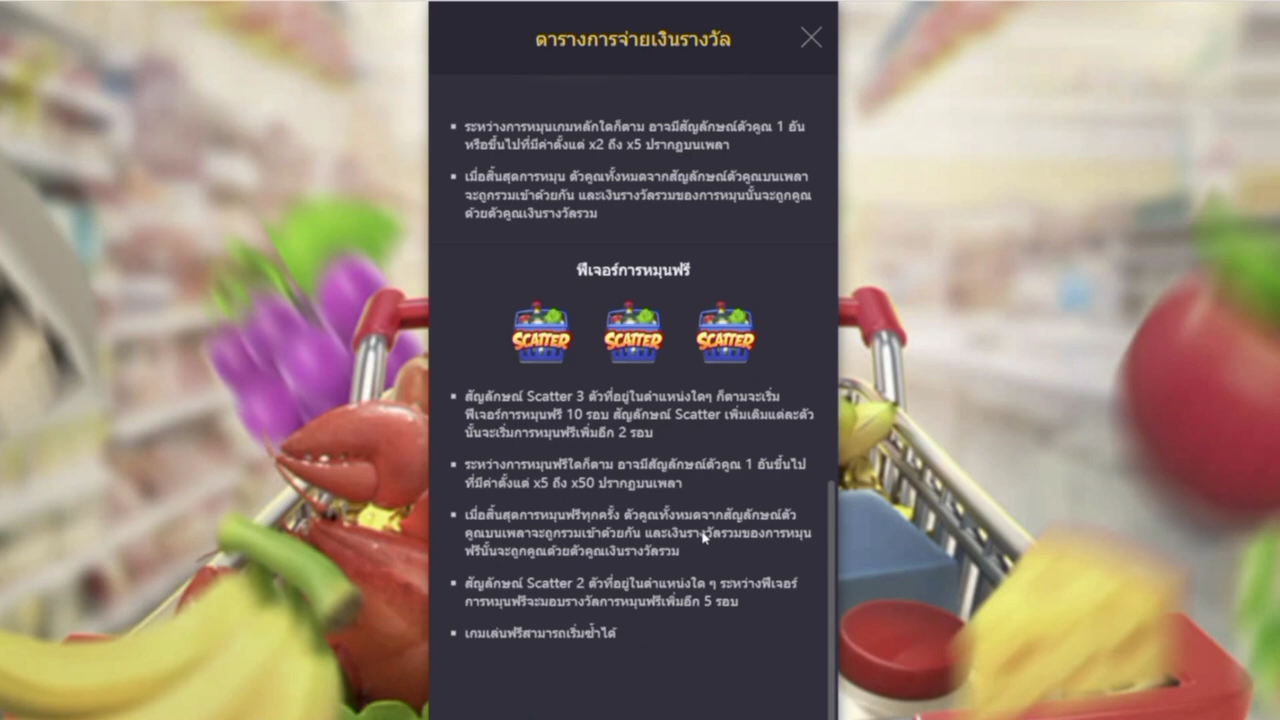 ตารางการจ่ายเงินรางวัล
ระหว่างการหมุนเกมหลักใดก็ตาม อาจมีสัญลักษณ์ตัวคูณ 1 อัน
หรือขึ้นไปที่มีค่าตั้งแต่ x2 ถึง x5 ปรากฏบนเพลา
เมื่อสิ้นสุดการหมุน ตัวคูณทั้งหมดจากสัญลักษณ์ตัวคูณบนเพลา
จะถูกรวมเข้าด้วยกัน และเงินรางวัลรวมของการหมุนนั้นจะถูกคูณ
ด้วยตัวคูณเงินรางวัลรวม
ฟีเจอร์การหมุนฟรี
SCATTER SCATTER SCATTER
สัญลักษณ์ Scatter 3 ตัวที่อยู่ในตำแหน่งใดๆ ก็ตามจะเริ่ม
ฟีเจอร์การหมุนฟรี 10 รอบ สัญลักษณ์ Scatter เพิ่มเติมแต่ละตัว
นั้นจะเริ่มการหมุนฟรีเพิ่มอีก 2 รอบ
ระหว่างการหมุนฟรีใดก็ตาม อาจมีสัญลักษณ์ตัวคูณ 1 อันขึ้นไป
ที่มีค่าตั้งแต่ x5 ถึง x50 ปรากฏบนเพลา
เมื่อสิ้นสุดการหมุนฟรีทุกครั้ง ตัวคูณทั้งหมดจากสัญลักษณ์ตัว
คูณบนเพลาจะถูกรวมเข้าด้วยกัน และเงินรางวัลรวมของการหมุน
ฟรีนั้นจะถูกคูณด้วยตัวคูณเงินรางวัลรวม
สัญลักษณ์ Scatter 2 ตัวที่อยู่ในตำแหน่งใด ๆ ระหว่างฟีเจอร์
การหมุนฟรีจะมอบรางวัลการหมุนฟรีเพิ่มอีก 5 รอบ
เกมเล่นฟรีสามารถเริ่มซ้ำได้